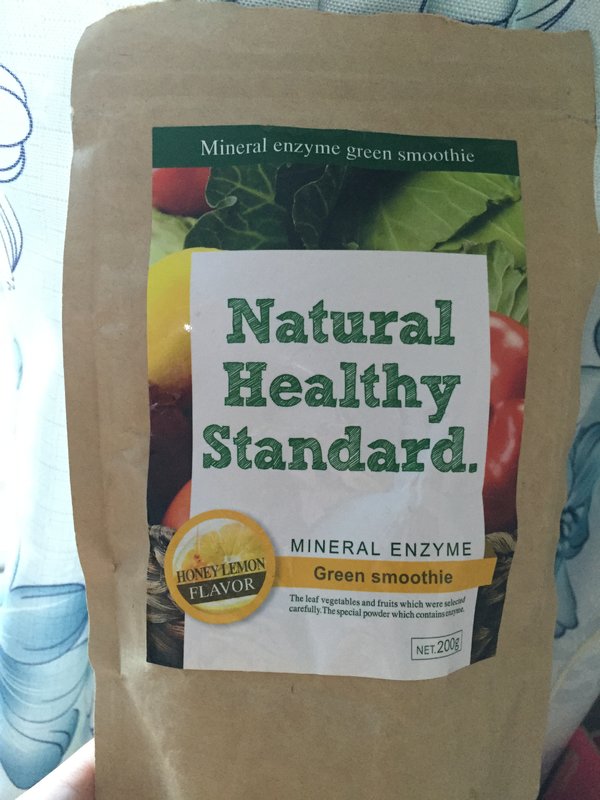 Mineral enzyme green smoothie
Natural
Healthy
Standard.
HONEY LEMON
FLAVOR
MINERAL ENZYME
Green smoothie
The leaf vegetables and fruits which were selected
carefully. The special powder which contains enzyme.
NET.200g